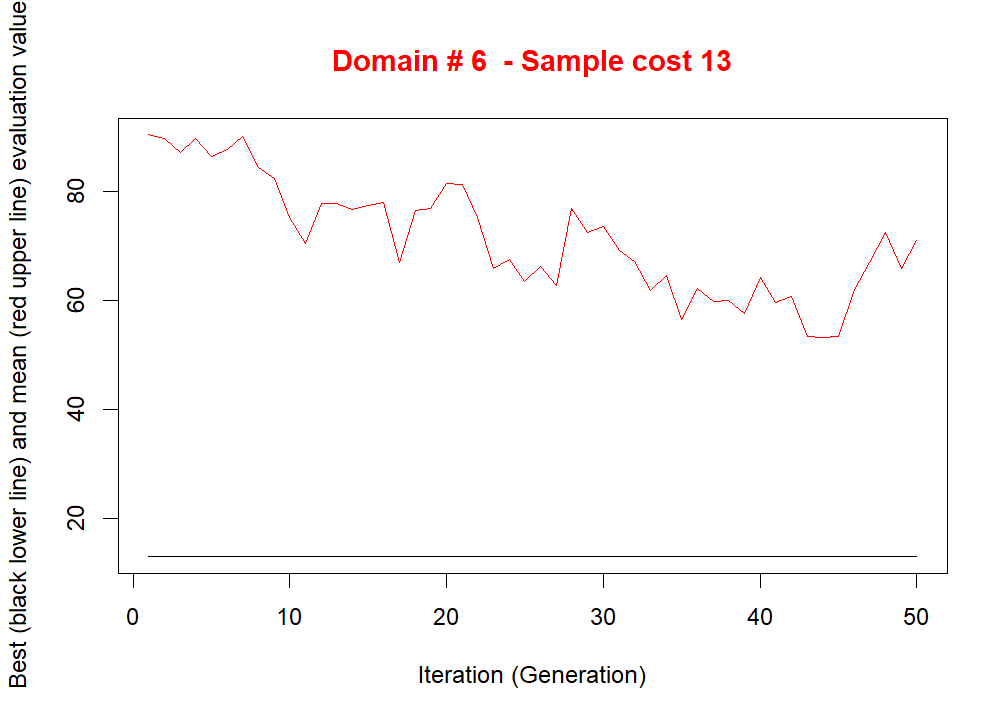 Domain # 6  - Sample cost 13
Best (black lower line) and mean (red upper line) evaluation value
80
60
40
20
0 10 20 30 40 50
Iteration (Generation)